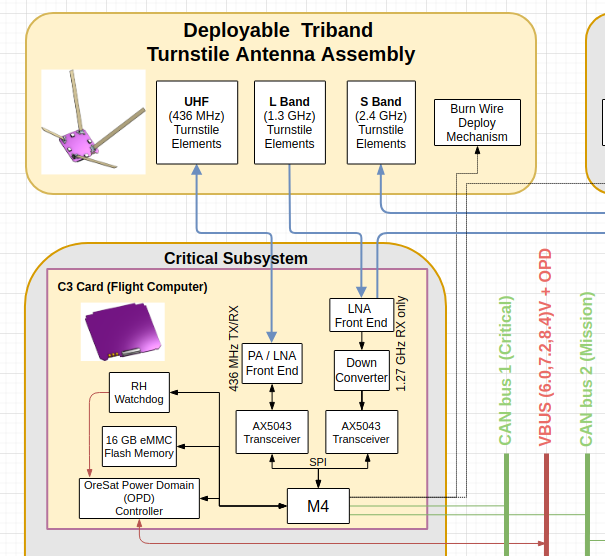 Deployable Triband
Turnstile Antenna Assembly
UHF
(436 MHz)
Turnstile
Elements
L Band
(1.3 GHz)
Turnstile
Elements
S Band
(2.4 GHz)
Turnstile
Elements
Burn Wire
Deploy
Mechanism
Critical Subsystem
C3 Card (Flight Computer)
436 MHz TX/RX
PA / LNA
Front End
LNA
Front End
1.27 GHz RX only
Down
Converter
RH
Watchdog
AX5043
Transceiver
AX5043
Transceiver
16 GB eMMC
Flash Memory
SPI
OreSat Power Domain
(OPD)
Controller
M4
CAN bus 1 (Critical)
VBUS (6.0,7.2,8.4)V + OPD
CAN bus 2 (Mission)